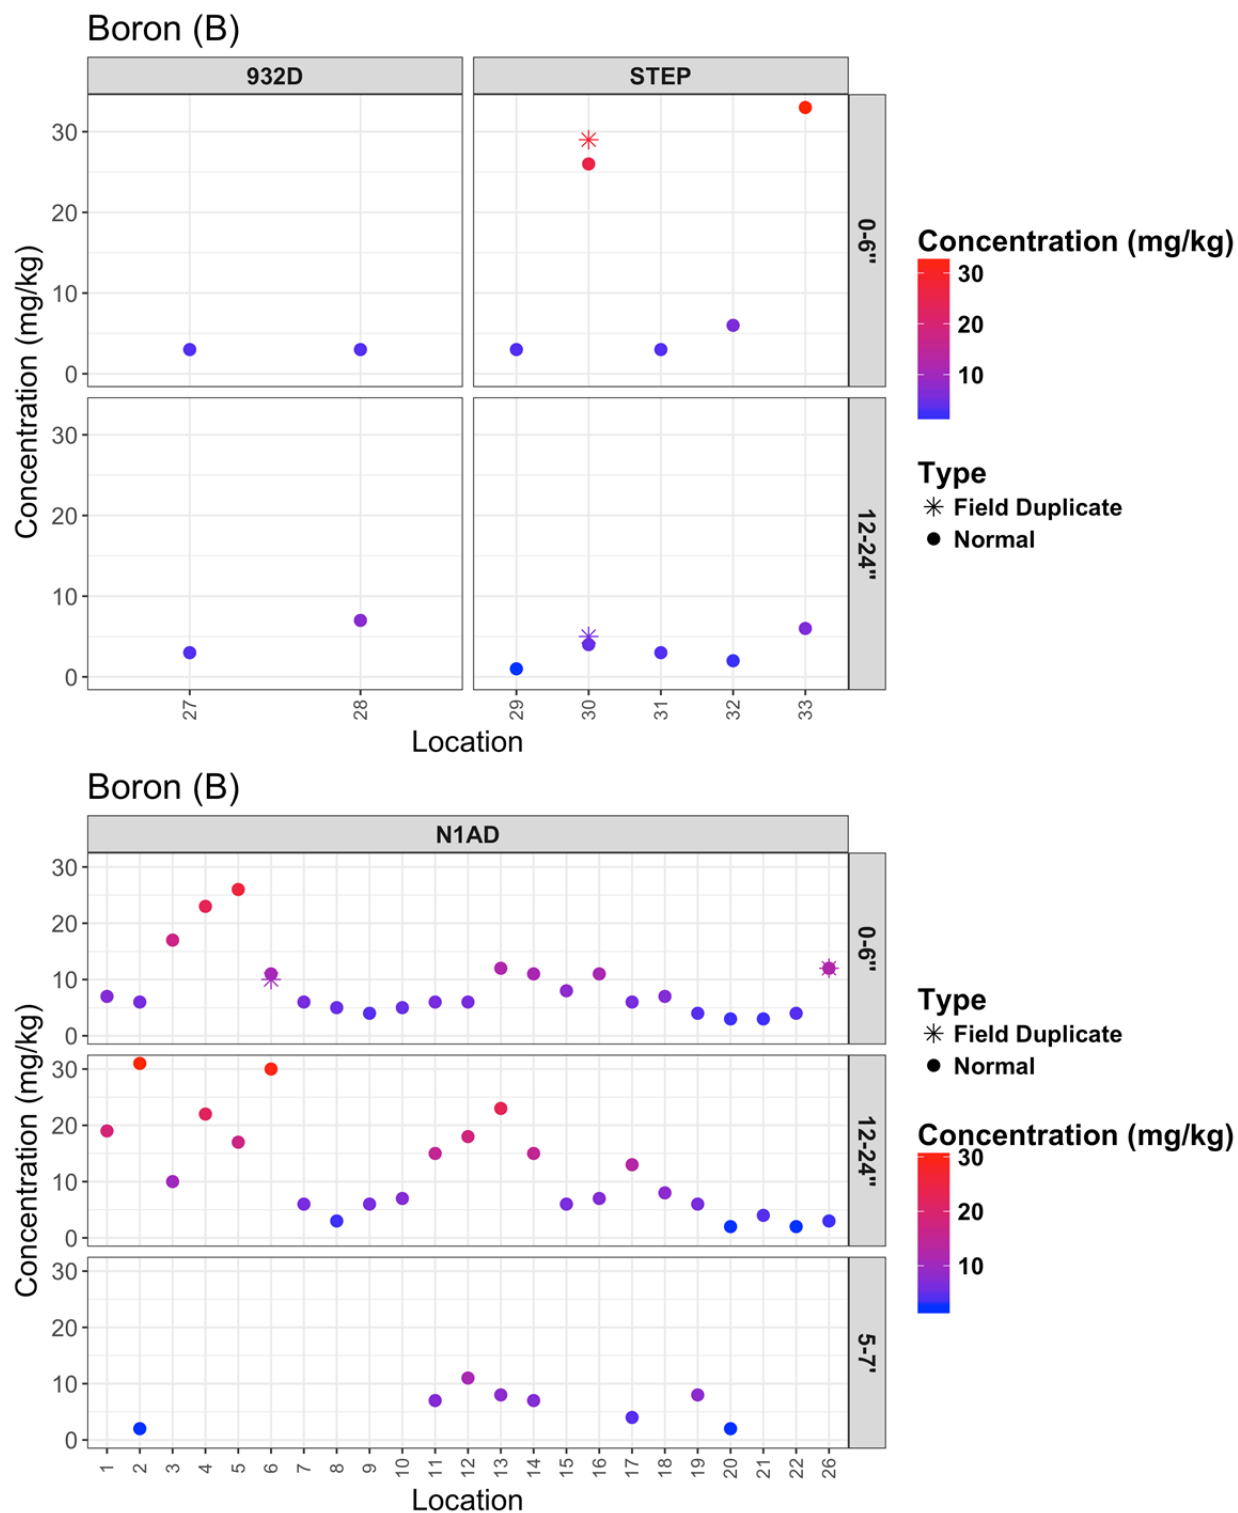 Boron (B)
932D STEP
30
20
10
0
0-6"
30
20
10
0
12-24"
Concentration (mg/kg)
27 28 29 30 31 32 33
Location
Concentration (mg/kg)
30
20
10
Type
Field Duplicate
Normal
Boron (B)
N1AD
30
20
10
0
0-6"
30
20
10
0
12-24"
30
20
10
0
5-7'
Concentration (mg/kg)
1 2 3 4 5 6 7 8 9 10 11 12 13 14 15 16 17 18 19 20 21 22 26
Location
Type
Field Duplicate
Normal
Concentration (mg/kg)
30
20
10